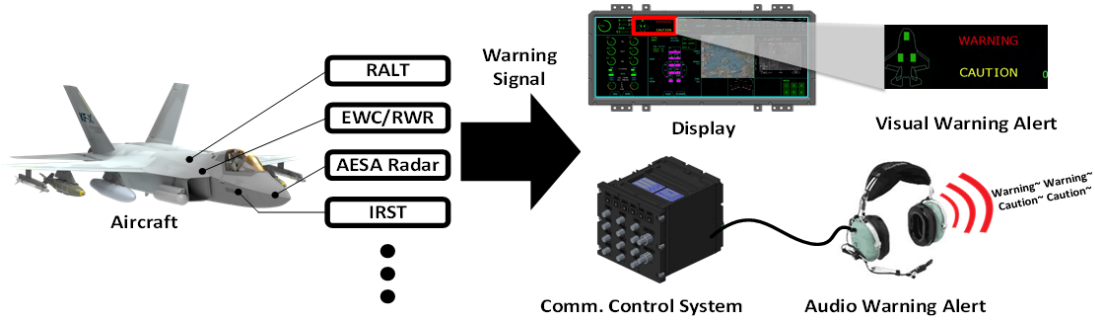 RALT
EWC/RWR
AESA Radar
IRST
Aircraft
Warning
Signal
CAUTION
Display
WARNING
CAUTION
Visual Warning Alert
Comm. Control System
Warning~ Warning~
Caution~ Caution~
Audio Warning Alert